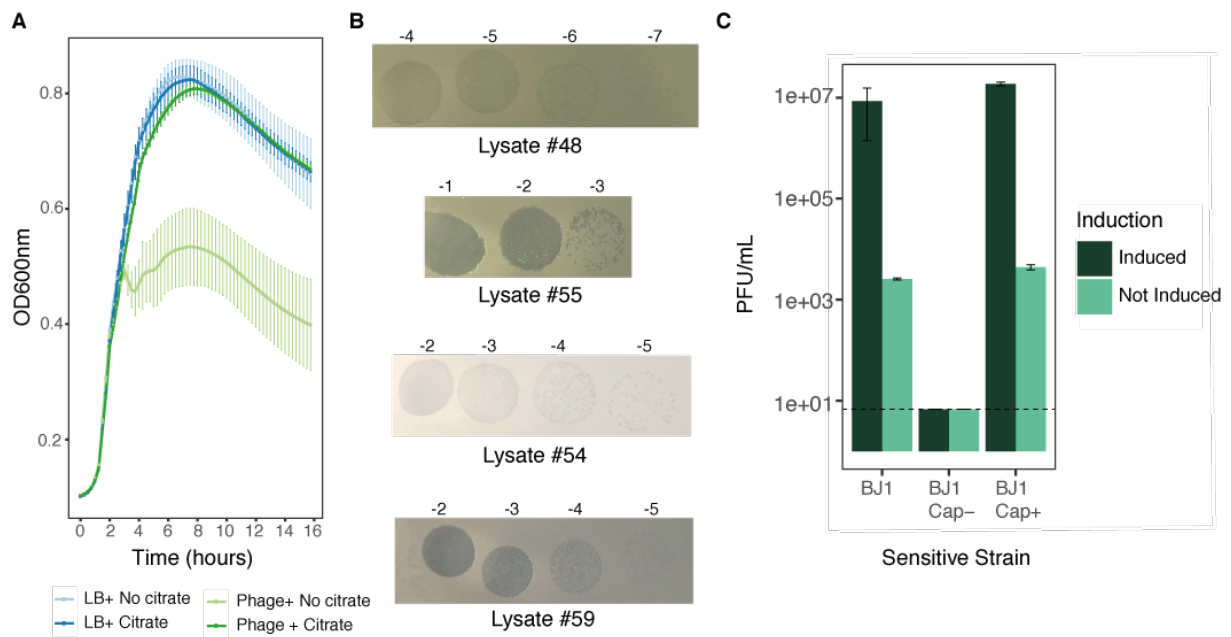 A
OD600nm
0.8
0.6
0.4
0.2
0 2 4 6 8 10 12 14 16
Time (hours)
LB+ No citrate
LB+ Citrate
Phage+ No citrate
Phage + Citrate
B
-4 -5 -6 -7
Lysate #48
-1 -2 -3
Lysate #55
-2 -3 -4 -5
Lysate #54
-2 -3 -4 -5
Lysate #59
C
PFU/mL
1e+07
1e+05
1e+03
1e+01
BJ1
BJ1
Cap–
BJ1
Cap+
Sensitive Strain
Induction
Induced
Not Induced